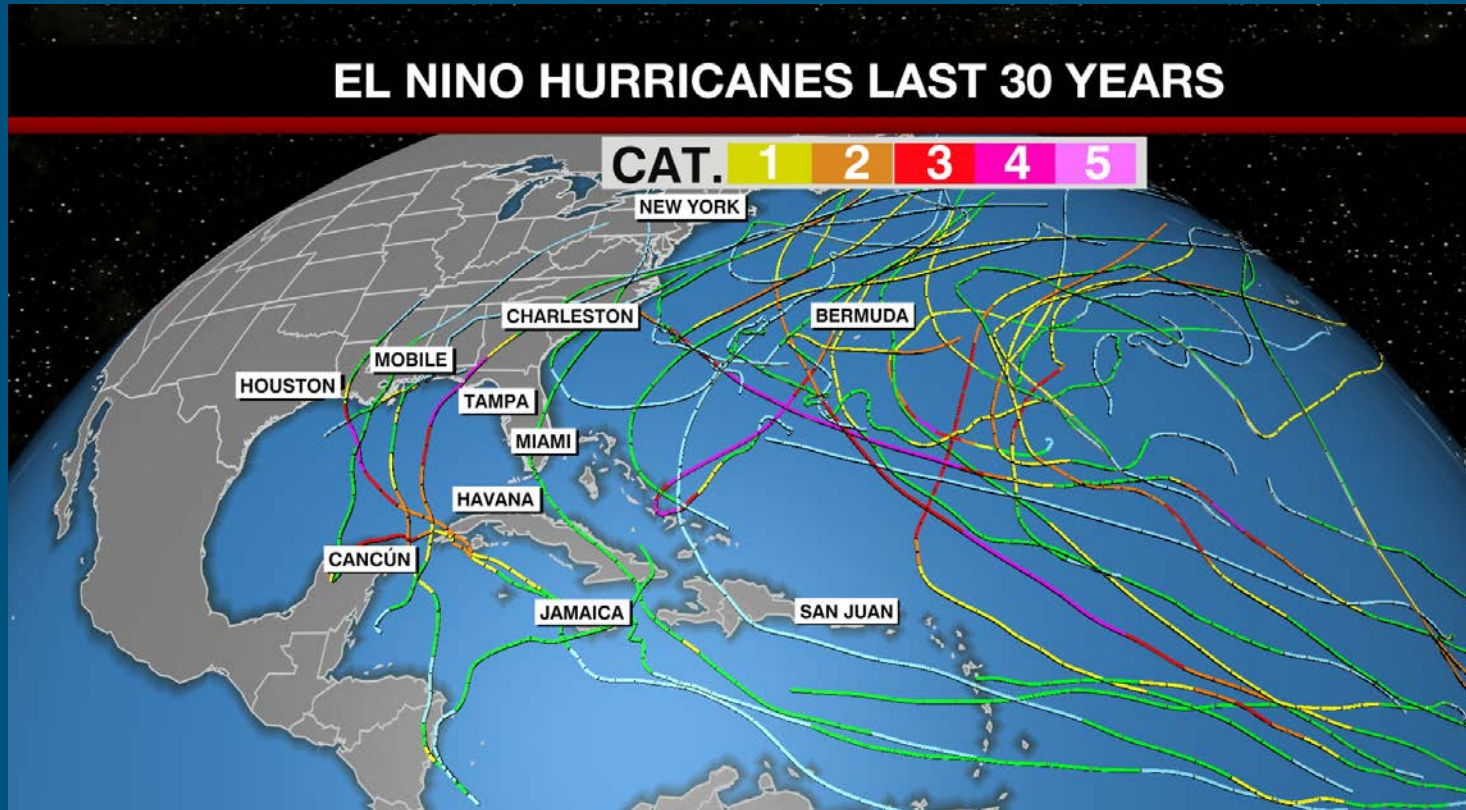 EL NINO HURRICANES LAST 30 YEARS
CAT. 1 2 3 4 5
NEW YORK
CHARLESTON
BERMUDA
MOBILE
HOUSTON
TAMPA
MIAMI
HAVANA
CANCÚN
JAMAICA
SAN JUAN